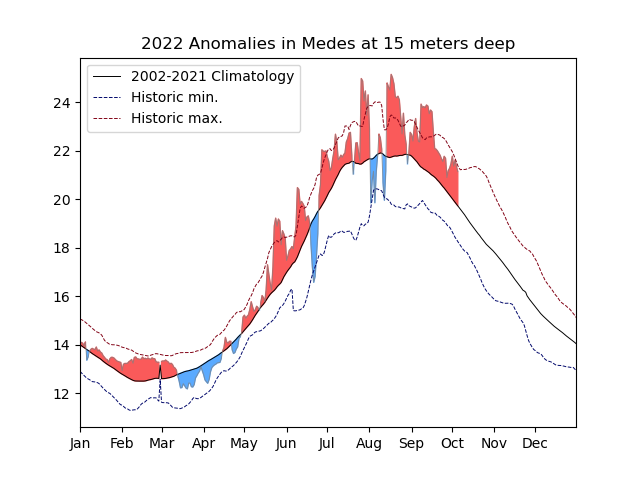 2022 Anomalies in Medes at 15 meters deep
2002-2021 Climatology
Historic min.
Historic max.
24
22
20
18
16
14
12
Jan Feb Mar Apr May Jun Jul Aug Sep Oct Nov Dec